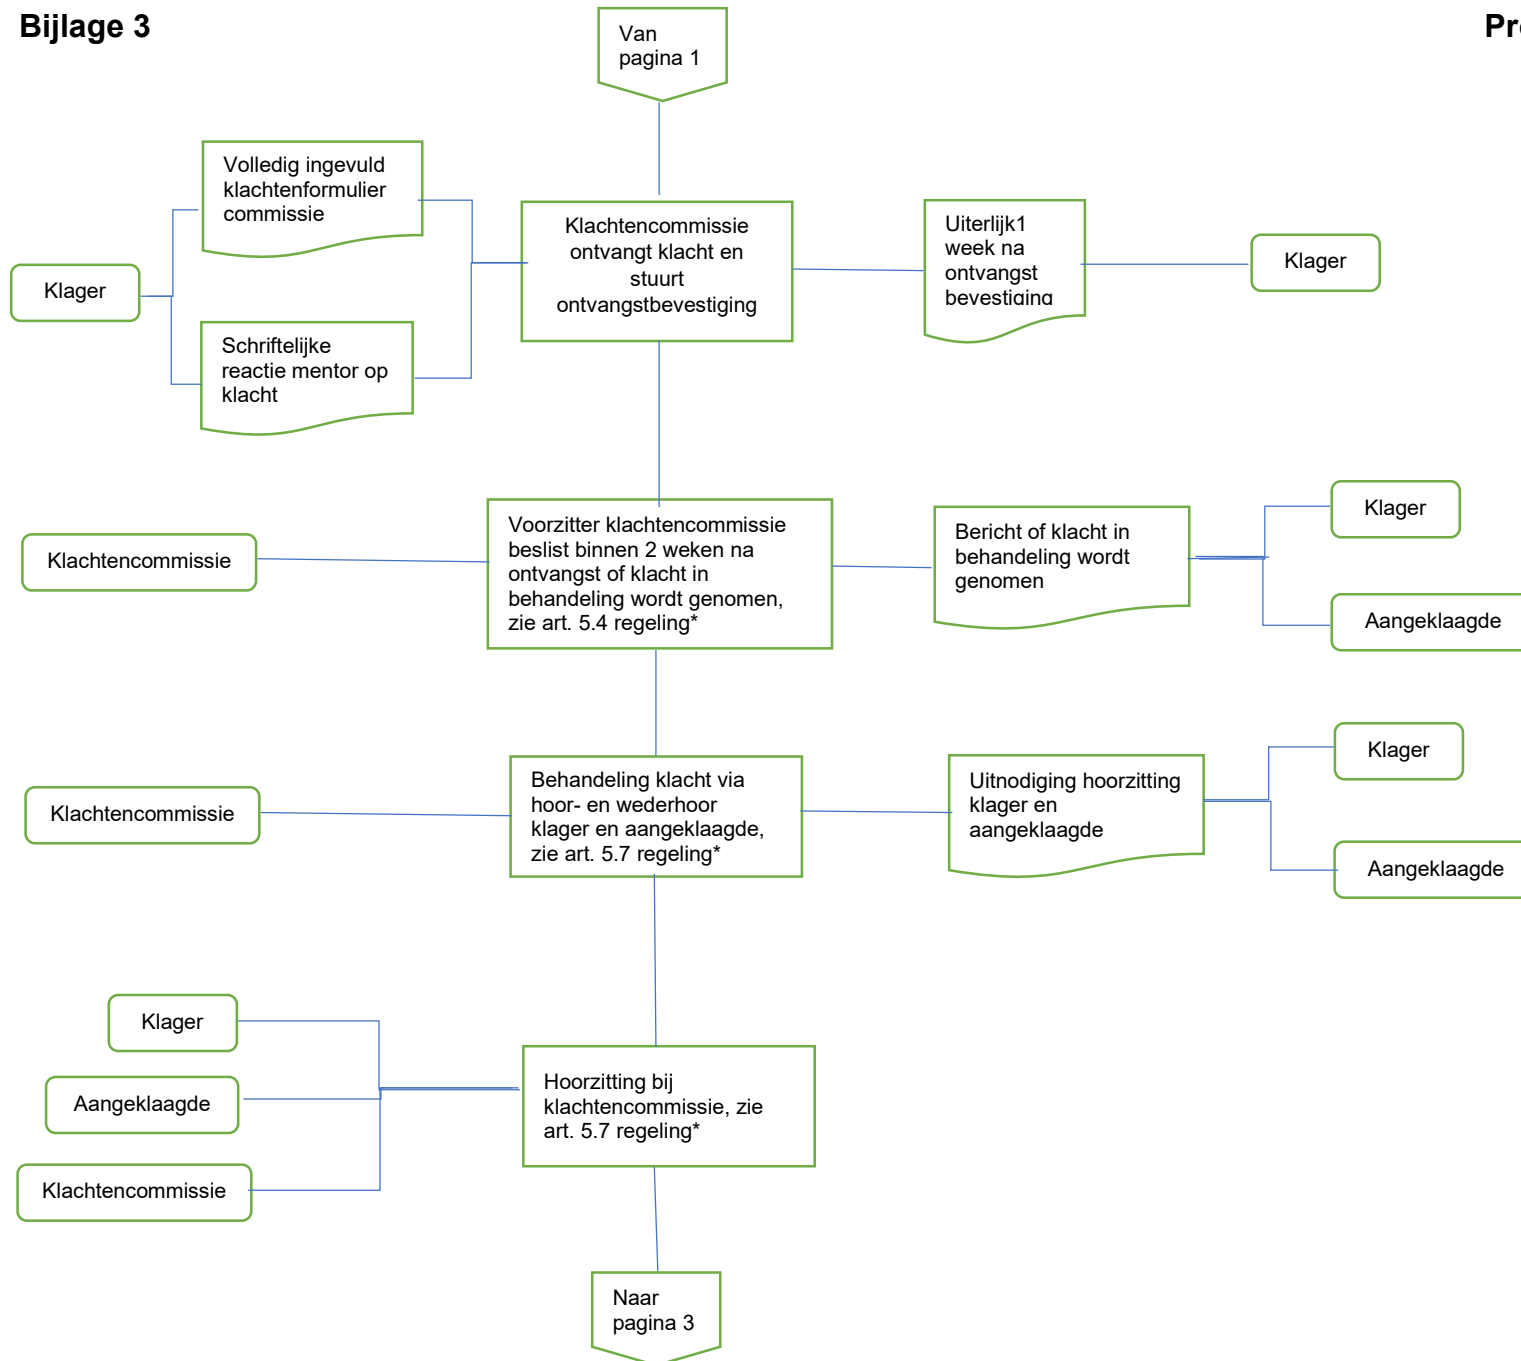 Bijlage 3
Van
pagina 1
Volledig ingevuld
klachtenformulier
commissie
Klachtencommissie
ontvangt klacht en
stuurt
ontvangstbevestiging
Uiterlijk1
week na
ontvangst
bevestiging
Klager
Klager
Schriftelijke
reactie mentor op
klacht
Klachtencommissie
Voorzitter klachtencommissie
beslist binnen 2 weken na
ontvangst of klacht in
behandeling wordt genomen,
zie art. 5.4 regeling*
Bericht of klacht in
behandeling wordt
genomen
Klager
Aangeklaagde
Klachtencommissie
Behandeling klacht via
hoor- en wederhoor
klager en aangeklaagde,
zie art. 5.7 regeling*
Uitnodiging hoorzitting
klager en
aangeklaagde
Klager
Aangeklaagde
Klager
Aangeklaagde
Klachtencommissie
Hoorzitting bij
klachtencommissie, zie
art. 5.7 regeling*
Naar
pagina 3